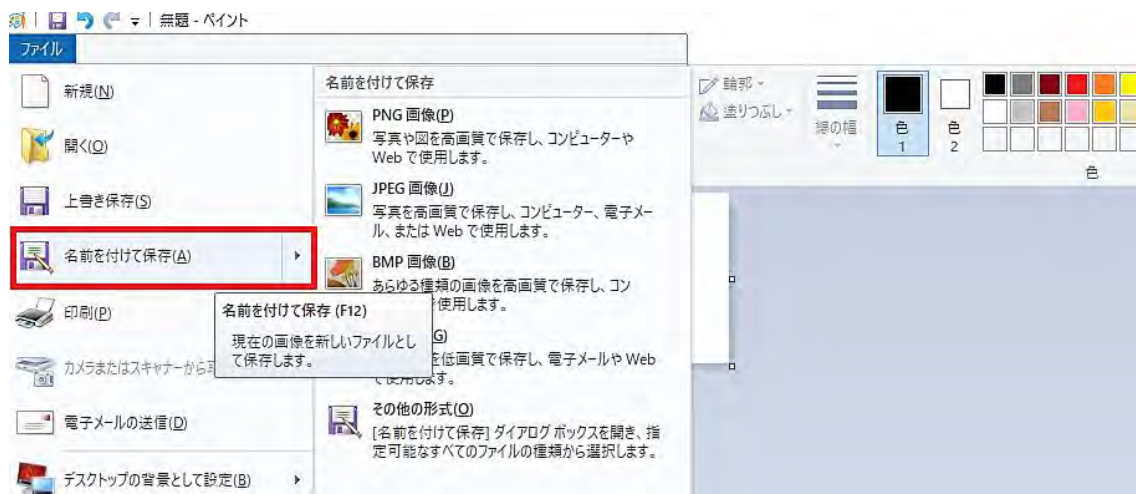 無題 - ペイント
ファイル
新規(N)
開く(O)
上書き保存(S)
名前を付けて保存(A)
印刷(P)
カメラまたはスキャナーから
電子メールの送信(D)
デスクトップの背景として設定(B)
名前を付けて保存
PNG 画像(P)
写真や図を高画質で保存し、コンピューターや
Web で使用します。
JPEG 画像(J)
写真を高画質で保存し、コンピューター、電子メー
ル、または Web で使用します。
BMP 画像(B)
あらゆる種類の画像を高画質で保存し、コン
で使用します。
G)
を低画質で保存し、電子メールや Web
で使用します。
その他の形式(O)
[名前を付けて保存] ダイアログ ボックスを開き、指
定可能なすべてのファイルの種類から選択します。
名前を付けて保存 (F12)
現在の画像を新しいファイルとし
て保存します。
輪郭
塗りつぶし
線の幅
色
1
色
2
色